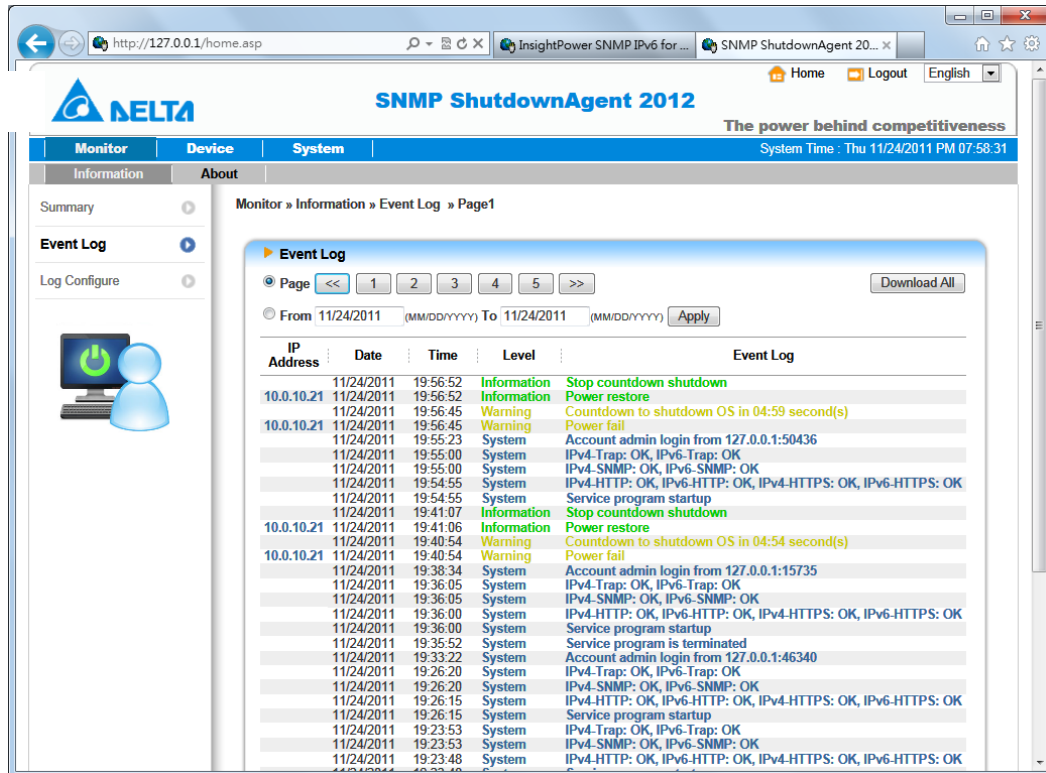 http://127.0.0.1/home.asp
InsightPower SNMP IPv6 for ...
SNMP ShutdownAgent 20...
Home Logout English
DELTA
SNMP ShutdownAgent 2012
The power behind competitiveness
Monitor Device System System Time : Thu 11/24/2011 PM 07:58:31
Information About
Summary
Event Log
Log Configure
Monitor » Information » Event Log » Page1
Event Log
Page << 1 2 3 4 5 >> Download All
From 11/24/2011 (MM/DD/YYYY) To 11/24/2011 (MM/DD/YYYY) Apply
IP Address Date Time Level Event Log
11/24/2011 19:56:52 Information Stop countdown shutdown
10.0.10.21 11/24/2011 19:56:52 Information Power restore
11/24/2011 19:56:45 Warning Countdown to shutdown OS in 04:59 second(s)
10.0.10.21 11/24/2011 19:56:45 Warning Power fail
11/24/2011 19:55:23 System Account admin login from 127.0.0.1:50436
11/24/2011 19:55:00 System IPv4-Trap: OK, IPv6-Trap: OK
11/24/2011 19:55:00 System IPv4-SNMP: OK, IPv6-SNMP: OK
11/24/2011 19:54:55 System IPv4-HTTP: OK, IPv6-HTTP: OK, IPv4-HTTPS: OK, IPv6-HTTPS: OK
11/24/2011 19:54:55 System Service program startup
11/24/2011 19:41:07 Information Stop countdown shutdown
10.0.10.21 11/24/2011 19:41:06 Information Power restore
11/24/2011 19:40:54 Warning Countdown to shutdown OS in 04:54 second(s)
10.0.10.21 11/24/2011 19:40:54 Warning Power fail
11/24/2011 19:38:34 System Account admin login from 127.0.0.1:15735
11/24/2011 19:36:05 System IPv4-Trap: OK, IPv6-Trap: OK
11/24/2011 19:36:05 System IPv4-SNMP: OK, IPv6-SNMP: OK
11/24/2011 19:36:00 System IPv4-HTTP: OK, IPv6-HTTP: OK, IPv4-HTTPS: OK, IPv6-HTTPS: OK
11/24/2011 19:36:00 System Service program startup
11/24/2011 19:35:52 System Service program is terminated
11/24/2011 19:33:22 System Account admin login from 127.0.0.1:46340
11/24/2011 19:26:20 System IPv4-Trap: OK, IPv6-Trap: OK
11/24/2011 19:26:20 System IPv4-SNMP: OK, IPv6-SNMP: OK
11/24/2011 19:26:15 System IPv4-HTTP: OK, IPv6-HTTP: OK, IPv4-HTTPS: OK, IPv6-HTTPS: OK
11/24/2011 19:26:15 System Service program startup
11/24/2011 19:23:53 System IPv4-Trap: OK, IPv6-Trap: OK
11/24/2011 19:23:53 System IPv4-SNMP: OK, IPv6-SNMP: OK
11/24/2011 19:23:48 System IPv4-HTTP: OK, IPv6-HTTP: OK, IPv4-HTTPS: OK, IPv6-HTTPS: OK